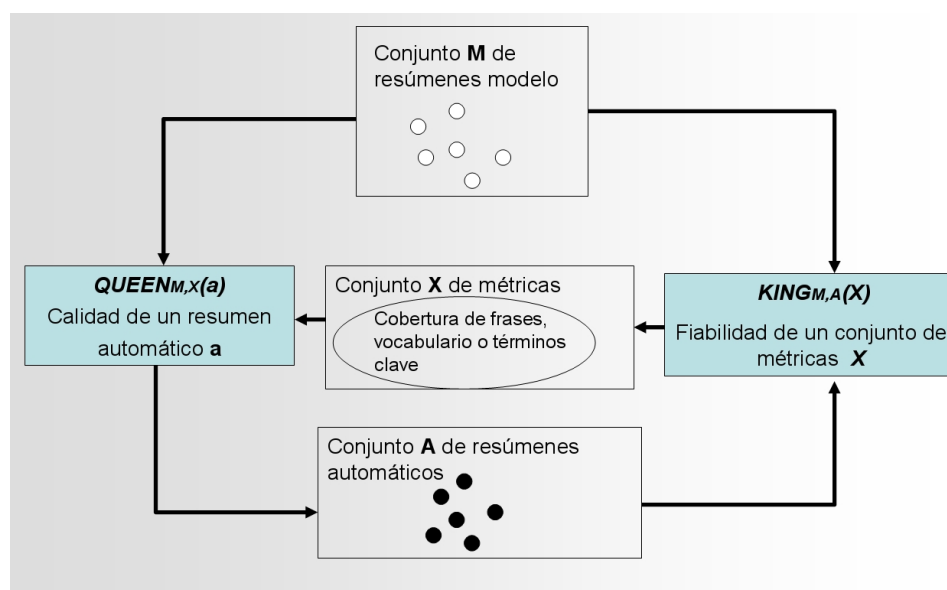 Conjunto M de
resúmenes modelo
QUEENM,X(a)
Calidad de un resumen
automático a
Conjunto X de métricas
Cobertura de frases,
vocabulario o términos
clave
KINGM,A(X)
Fiabilidad de un conjunto de
métricas X
Conjunto A de resúmenes
automáticos